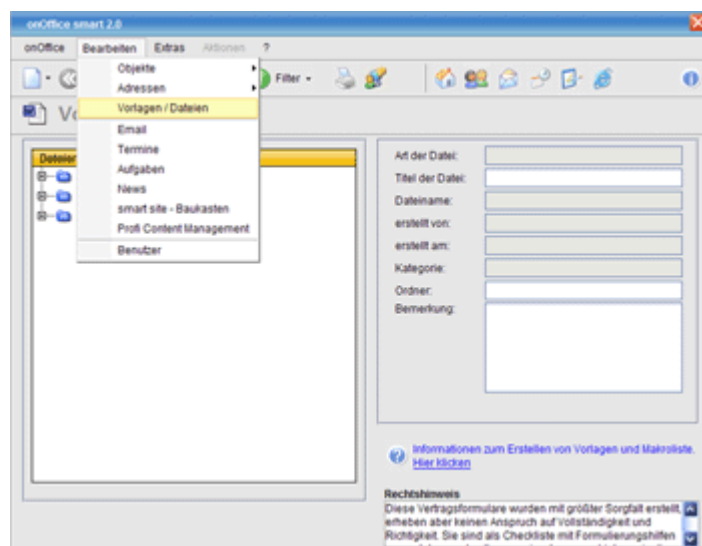 onOffice smart 2.0
onOffice Bearbeiten Extras Aktionen ?
Objekte
Adressen
Vorlagen / Dateien
Email
Termine
Aufgaben
News
smart site - Baukasten
Profi Content Management
Benutzer
Filter
Vo
Dateien
Art der Datei:
Titel der Datei:
Dateiname:
erstellt von:
erstellt am:
Kategorie:
Ordner:
Bemerkung:
Informationen zum Erstellen von Vorlagen und Makroliste.
Hier klicken
Rechtshinweis
Diese Vertragsformulare wurden mit größter Sorgfalt erstellt,
erheben aber keinen Anspruch auf Vollständigkeit und
Richtigkeit. Sie sind als Checkliste mit Formulierungshilfen